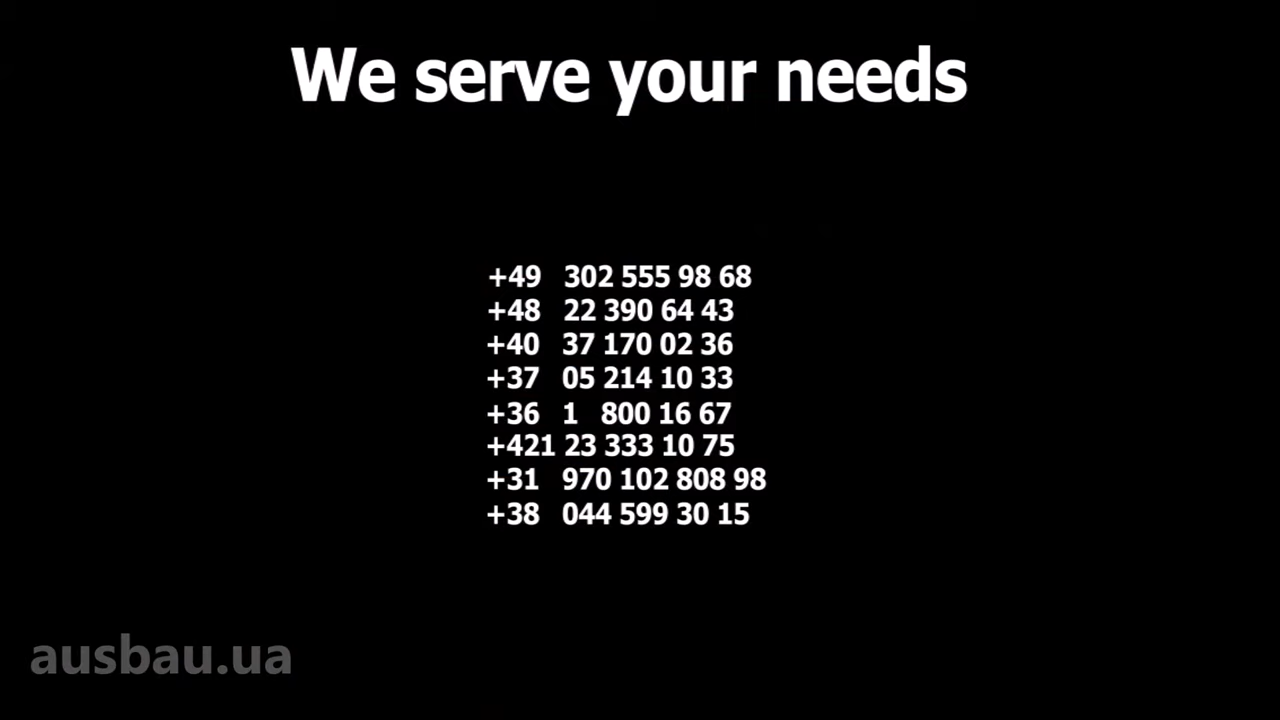 We serve your needs
+49 302 555 98 68
+48 22 390 64 43
+40 37 170 02 36
+37 05 214 10 33
+36 1 800 16 67
+421 23 333 10 75
+31 970 102 808 98
+38 044 599 30 15
ausbau.ua